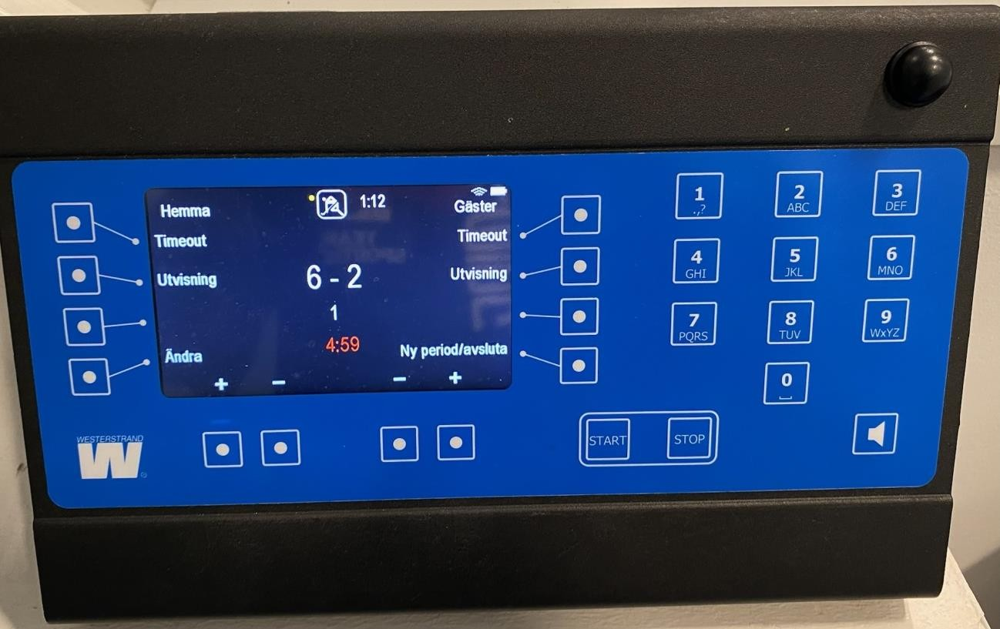 1:12
Hemma
Gäster
Timeout
Timeout
Utvisning
6 - 2
Utvisning
1
4:59
Ändra
Ny period/avsluta
+ - - +
1
.,?
2
ABC
3
DEF
4
GHI
5
JKL
6
MNO
7
PQRS
8
TUV
9
WxYZ
0
START
STOP
WESTERSTRAND
W